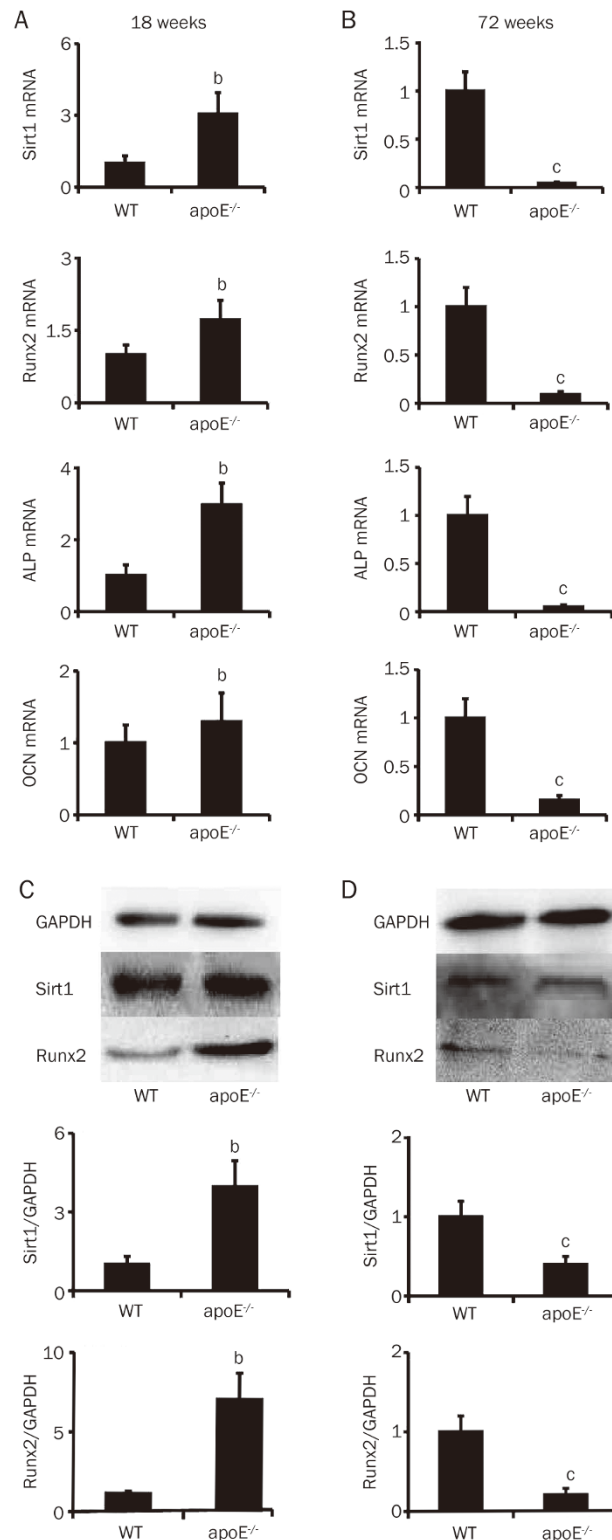 A
18 weeks
6
3
0
Sirt1 mRNA
b
WT
apoE-/-
3
1.5
0
Runx2 mRNA
b
WT
apoE-/-
4
2
0
ALP mRNA
b
WT
apoE-/-
2
1
0
OCN mRNA
b
WT
apoE-/-
B
72 weeks
1.5
1
0.5
0
Sirt1 mRNA
c
WT
apoE-/-
1.5
1
0.5
0
Runx2 mRNA
c
WT
apoE-/-
1.5
1
0.5
0
ALP mRNA
c
WT
apoE-/-
1.5
1
0.5
0
OCN mRNA
c
WT
apoE-/-
C
GAPDH
Sirt1
Runx2
WT
apoE-/-
6
3
0
Sirt1/GAPDH
b
WT
apoE-/-
10
5
0
Runx2/GAPDH
b
WT
apoE-/-
D
GAPDH
Sirt1
Runx2
WT
apoE-/-
2
1
0
Sirt1/GAPDH
c
WT
apoE-/-
2
1
0
Runx2/GAPDH
c
WT
apoE-/-